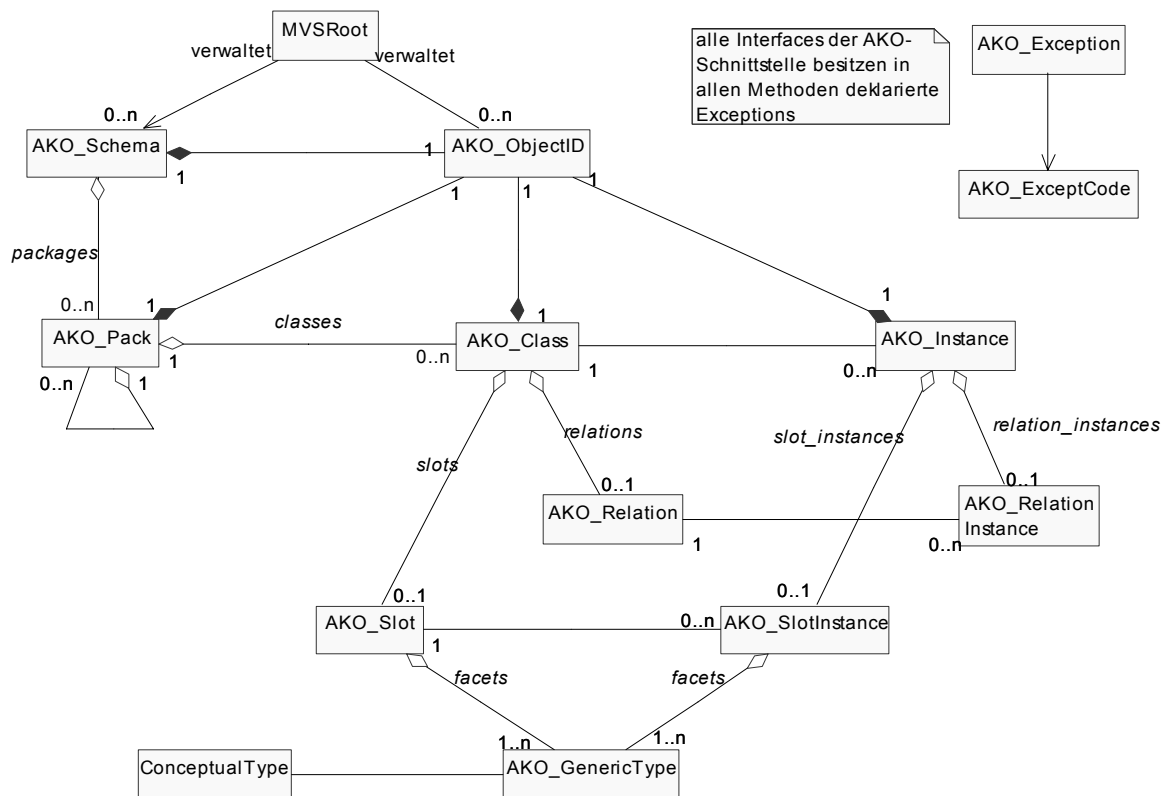 MVSRoot
verwaltet
verwaltet
alle Interfaces der AKO-
Schnittstelle besitzen in
allen Methoden deklarierte
Exceptions
AKO_Exception
0..n
0..n
AKO_Schema
1
1
AKO_ObjectID
AKO_ExceptCode
1
1
1
packages
0..n
1
1
1
AKO_Pack
classes
AKO_Class
AKO_Instance
1
0..n
1
0..n
0..n
1
relations
slot_instances
relation_instances
slots
0..1
0..1
AKO_Relation
AKO_Relation
Instance
1
0..n
0..1
0..1
AKO_Slot
0..n
AKO_SlotInstance
1
facets
facets
1..n
1..n
ConceptualType
AKO_GenericType